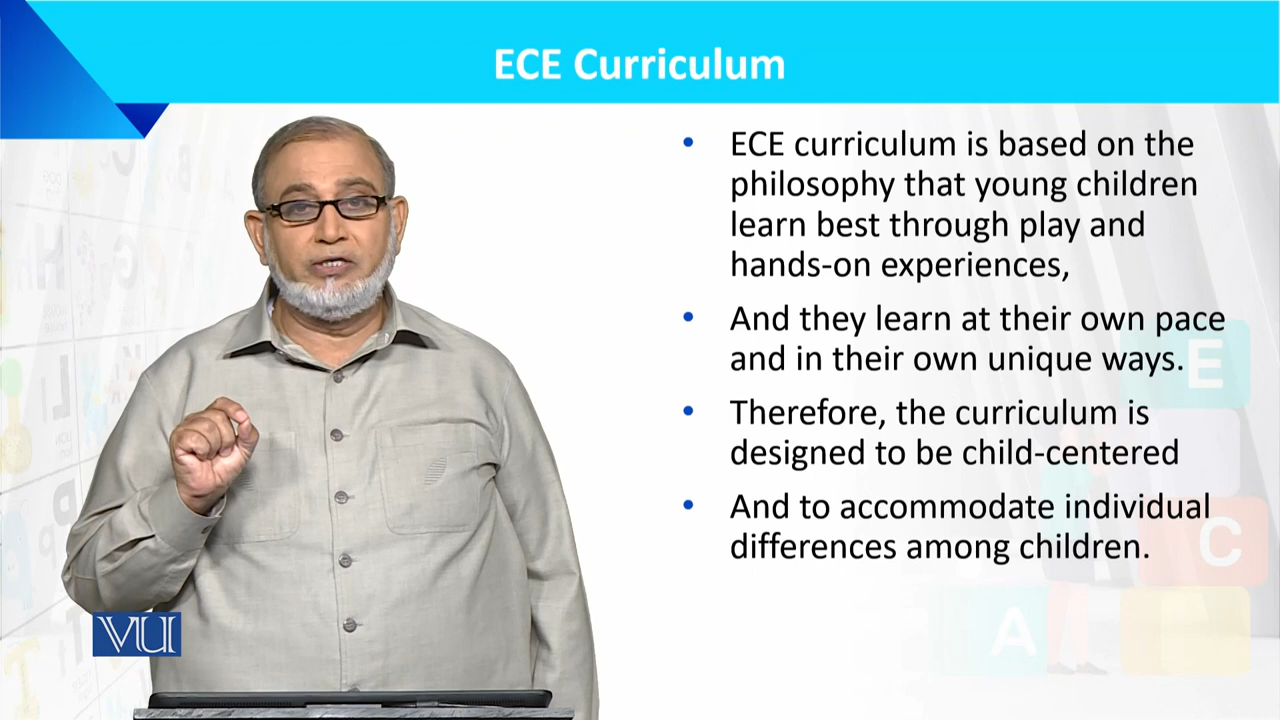 ECE Curriculum
• ECE curriculum is based on the
philosophy that young children
learn best through play and
hands-on experiences,
• And they learn at their own pace
and in their own unique ways.
• Therefore, the curriculum is
designed to be child-centered
• And to accommodate individual
differences among children.
VU
E
C
A